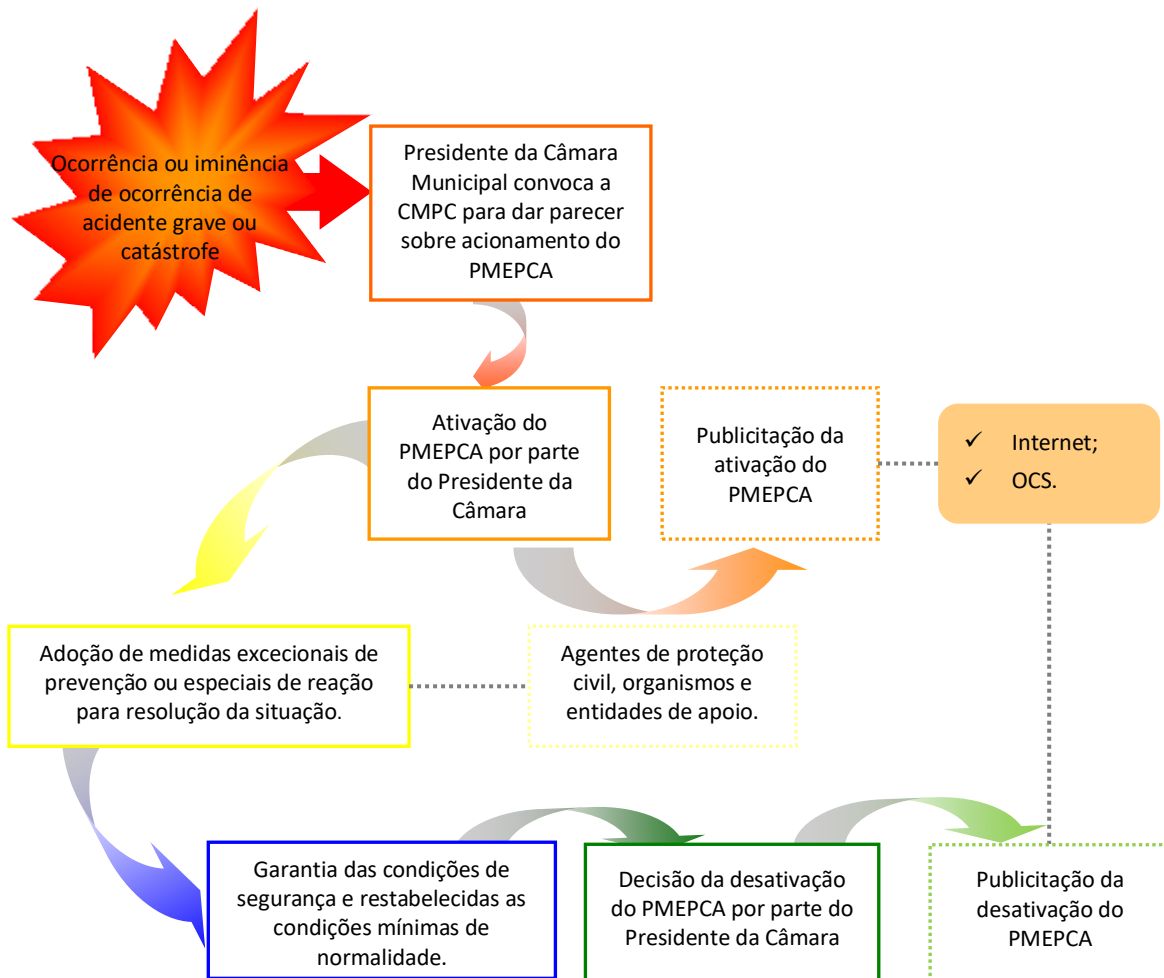 Ocorrência ou iminência
de ocorrência de
acidente grave ou
catástrofe
Presidente da Câmara
Municipal convoca a
CMPC para dar parecer
sobre acionamento do
PMEPCA
Ativação do
PMEPCA por parte
do Presidente da
Câmara
Publicitação da
ativação do
PMEPCA
✓ Internet;
✓ OCS.
Adoção de medidas excecionais de
prevenção ou especiais de reação
para resolução da situação.
Agentes de proteção
civil, organismos e
entidades de apoio.
Garantia das condições de
segurança e restabelecidas as
condições mínimas de
normalidade.
Decisão da desativação
do PMEPCA por parte do
Presidente da Câmara
Publicitação da
desativação do
PMEPCA